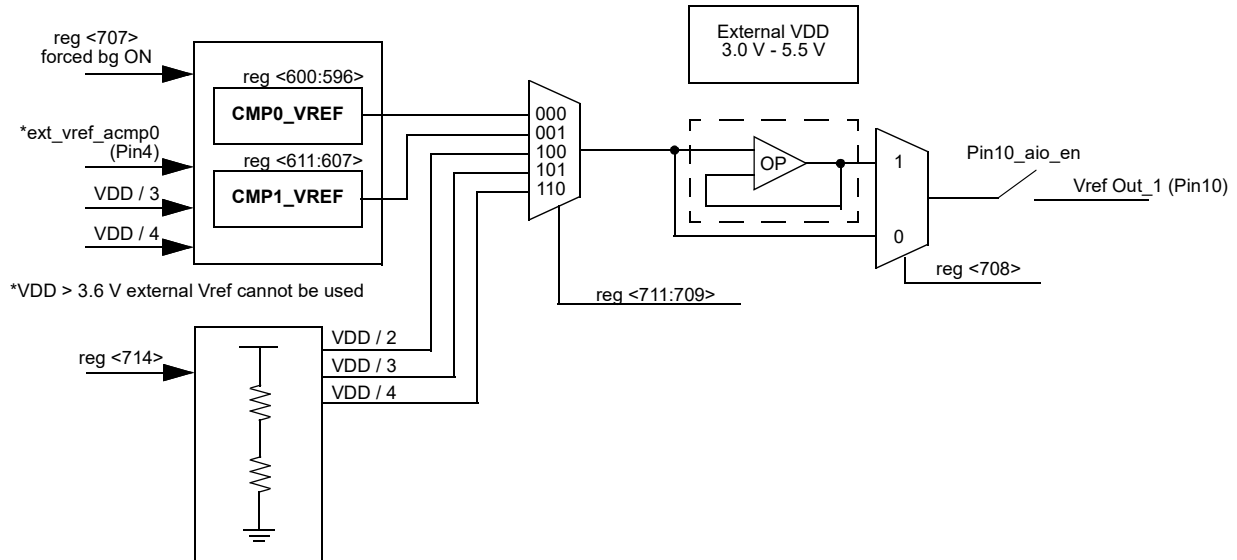 External VDD
3.0 V - 5.5 V
reg <707>
forced bg ON
reg <600:596>
CMP0_VREF
*ext_vref_acmp0
(Pin4)
reg <611:607>
CMP1_VREF
VDD / 3
VDD / 4
000
001
100
101
110
OP
1
0
Pin10_aio_en
Vref Out_1 (Pin10)
reg <708>
*VDD > 3.6 V external Vref cannot be used
reg <711:709>
reg <714>
VDD / 2
VDD / 3
VDD / 4